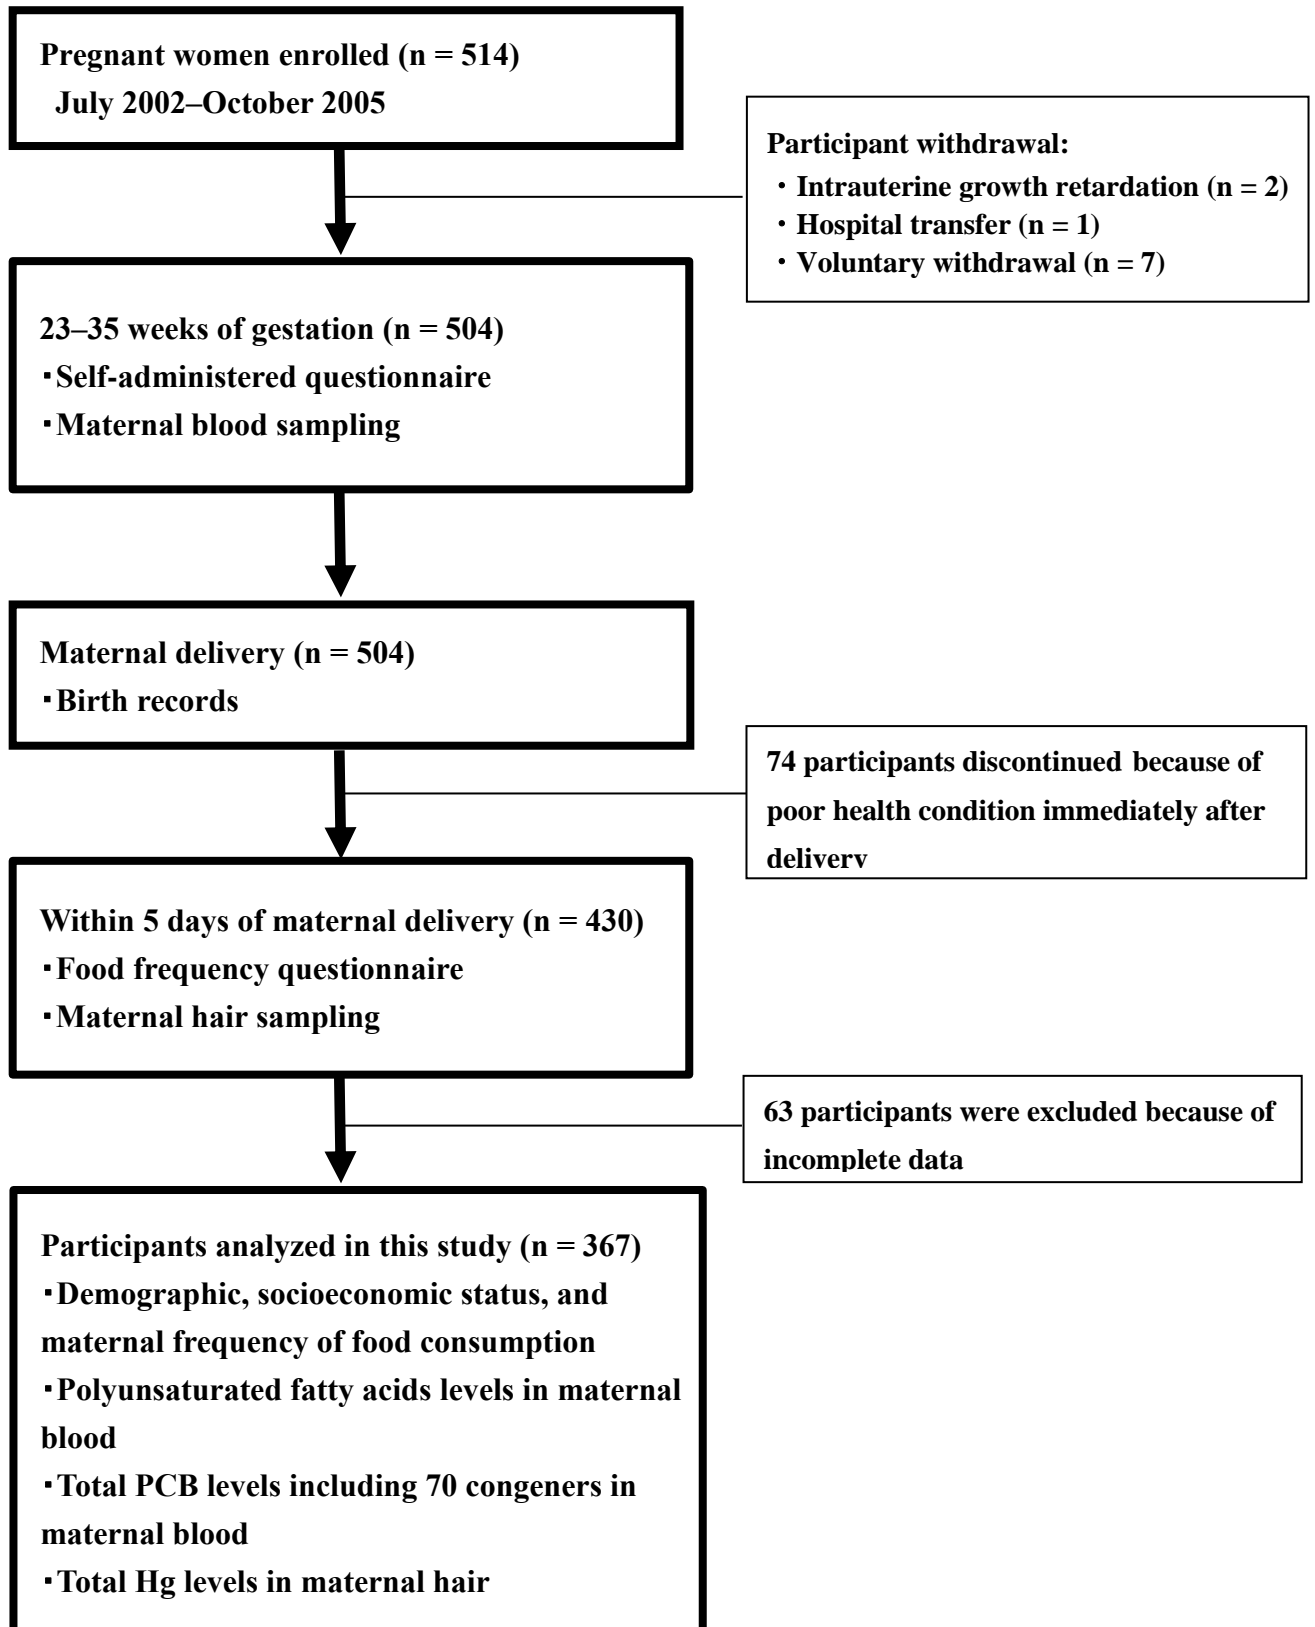 Pregnant women enrolled (n = 514)
July 2002–October 2005
Participant withdrawal:
・Intrauterine growth retardation (n = 2)
・Hospital transfer (n = 1)
・Voluntary withdrawal (n = 7)
23–35 weeks of gestation (n = 504)
・Self-administered questionnaire
・Maternal blood sampling
Maternal delivery (n = 504)
・Birth records
74 participants discontinued because of
poor health condition immediately after
delivery
Within 5 days of maternal delivery (n = 430)
・Food frequency questionnaire
・Maternal hair sampling
63 participants were excluded because of
incomplete data
Participants analyzed in this study (n = 367)
・Demographic, socioeconomic status, and
maternal frequency of food consumption
・Polyunsaturated fatty acids levels in maternal
blood
・Total PCB levels including 70 congeners in
maternal blood
・Total Hg levels in maternal hair